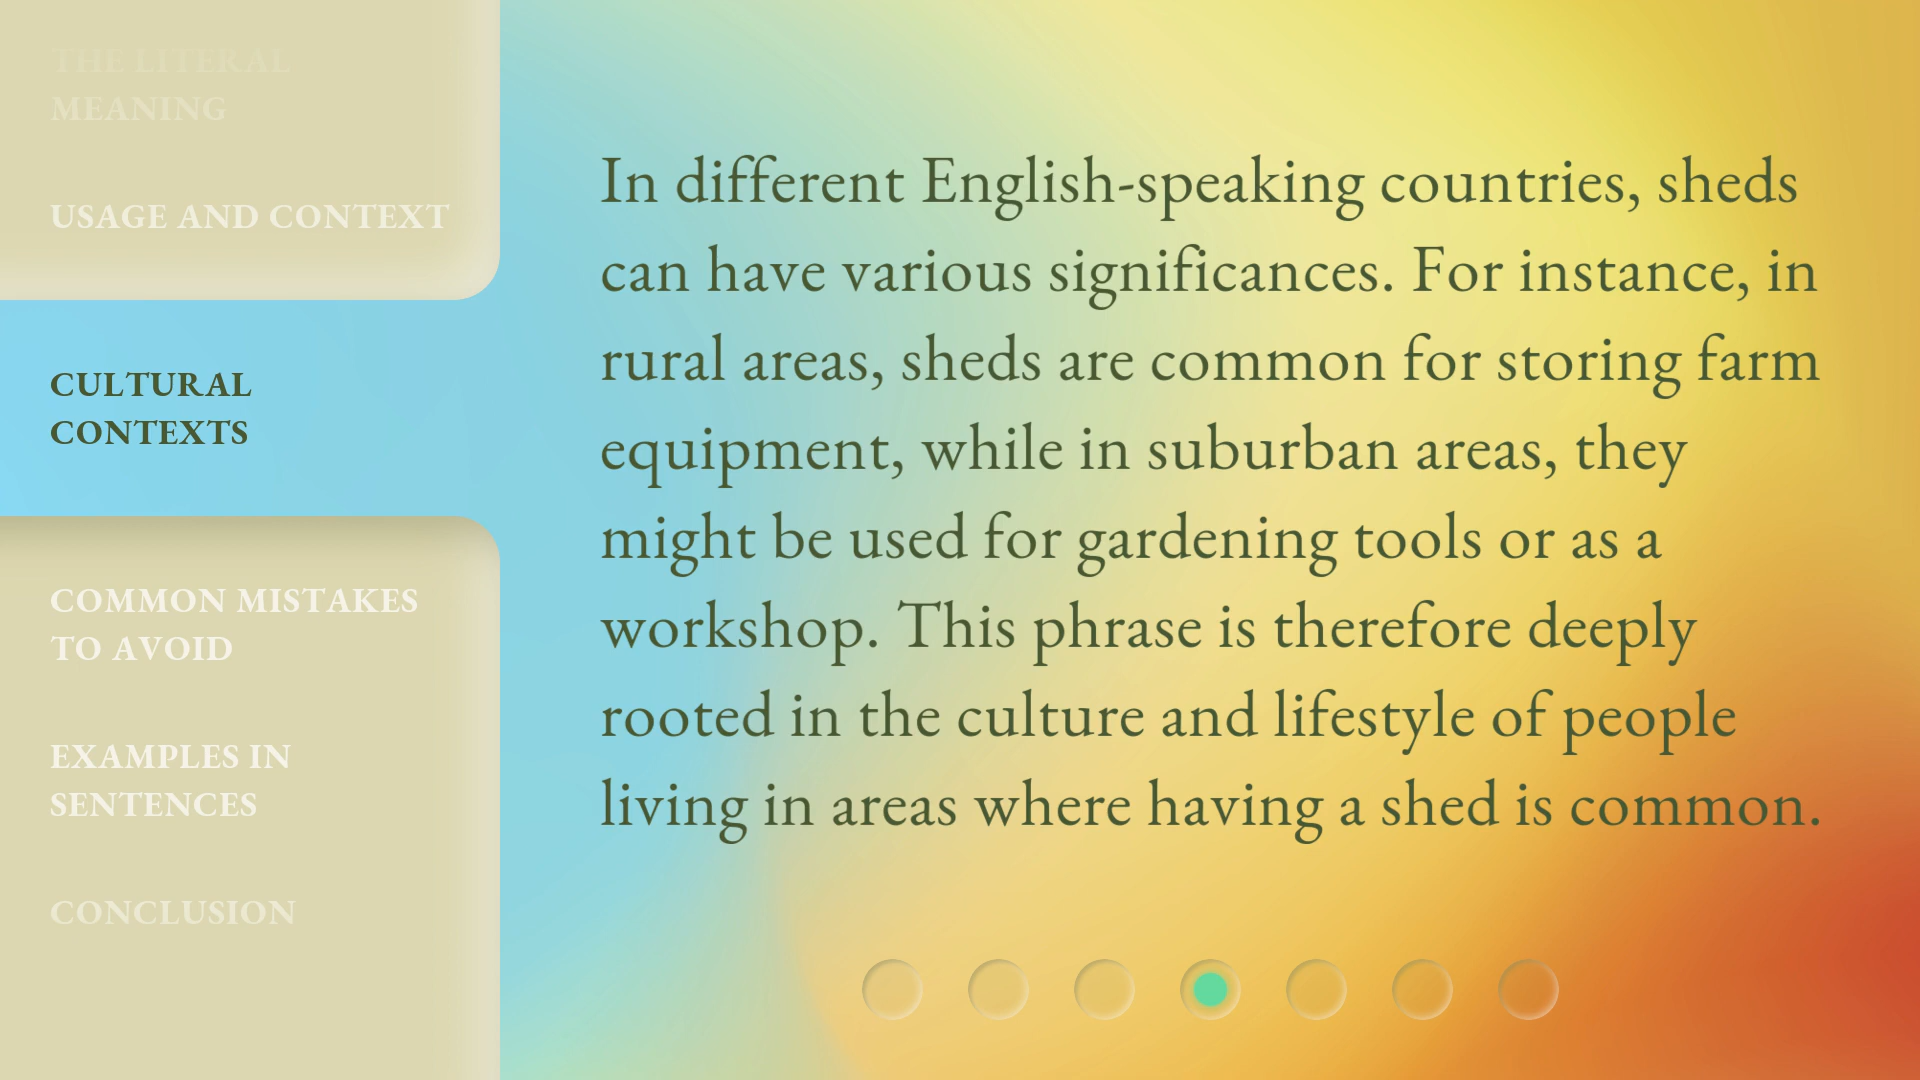 THE LITERAL
MEANING
USAGE AND CONTEXT
CULTURAL
CONTEXTS
COMMON MISTAKES
TO AVOID
EXAMPLES IN
SENTENCES
CONCLUSION
In different English-speaking countries, sheds
can have various significances. For instance, in
rural areas, sheds are common for storing farm
equipment, while in suburban areas, they
might be used for gardening tools or as a
workshop. This phrase is therefore deeply
rooted in the culture and lifestyle of people
living in areas where having a shed is common.